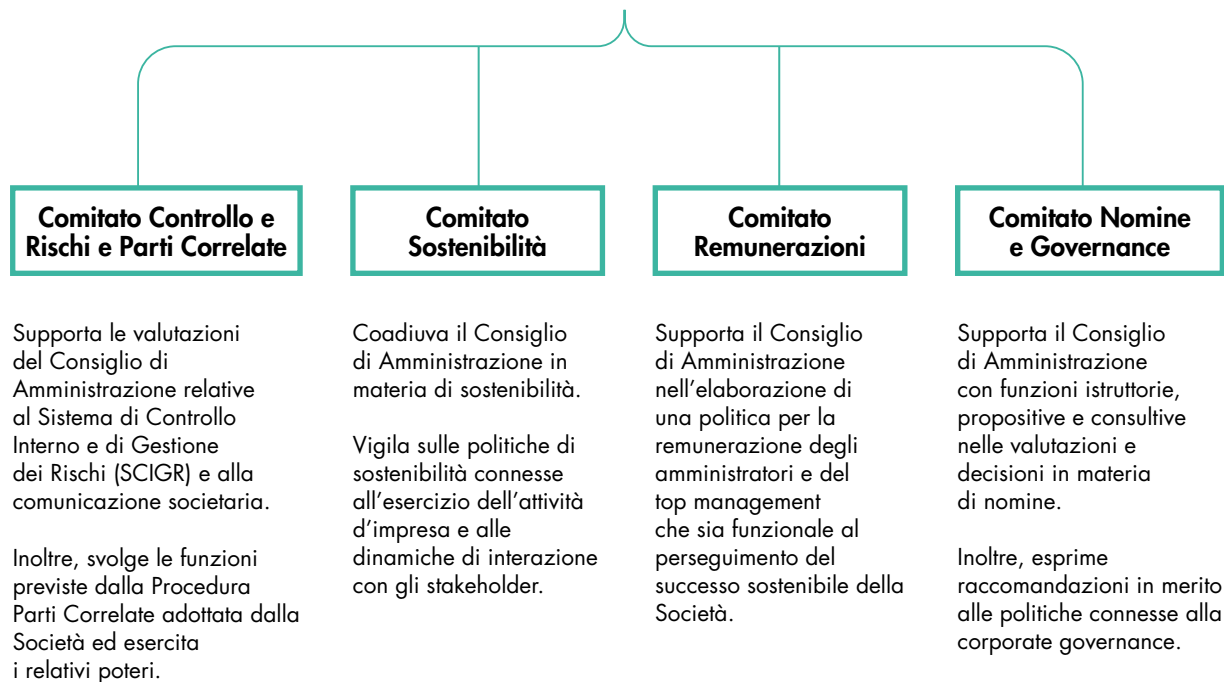 Comitato Controllo e
Rischi e Parti Correlate
Supporta le valutazioni
del Consiglio di
Amministrazione relative
al Sistema di Controllo
Interno e di Gestione
dei Rischi (SCIGR) e alla
comunicazione societaria.
Inoltre, svolge le funzioni
previste dalla Procedura
Parti Correlate adottata dalla
Società ed esercita
i relativi poteri.
Comitato
Sostenibilità
Coadiuva il Consiglio
di Amministrazione in
materia di sostenibilità.
Vigila sulle politiche di
sostenibilità connesse
all'esercizio dell'attività
d'impresa e alle
dinamiche di interazione
con gli stakeholder.
Comitato
Remunerazioni
Supporta il Consiglio
di Amministrazione
nell'elaborazione di
una politica per la
remunerazione degli
amministratori e del
top management
che sia funzionale al
perseguimento del
successo sostenibile della
Società.
Comitato Nomine
e Governance
Supporta il Consiglio
di Amministrazione
con funzioni istruttorie,
propositive e consultive
nelle valutazioni e
decisioni in materia
di nomine.
Inoltre, esprime
raccomandazioni in merito
alle politiche connesse alla
corporate governance.